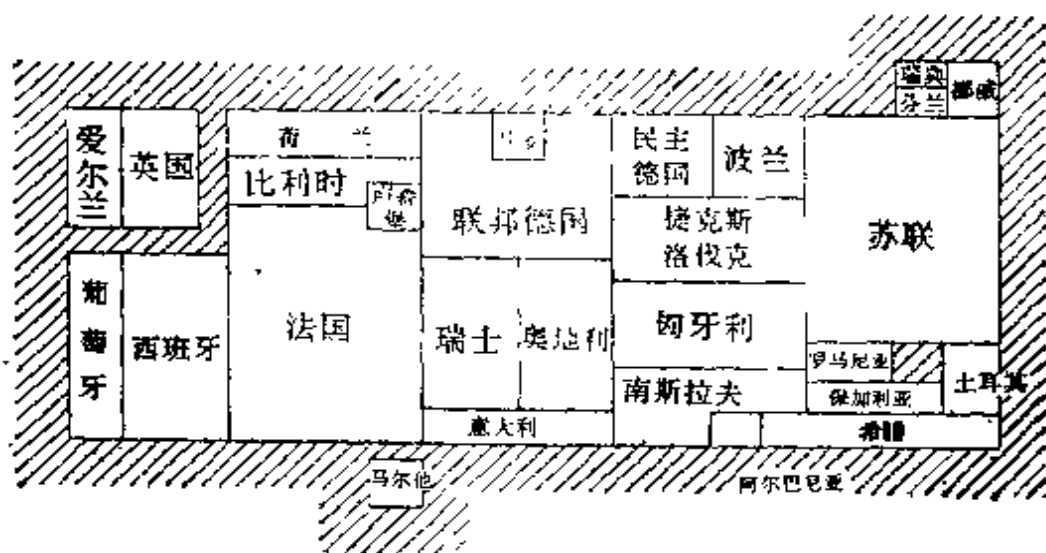 瑞典
挪威
芬兰
爱尔兰
英国
荷兰
比利时
卢森
堡
联邦德国
民主
德国
波兰
捷克斯
洛伐克
苏联
葡萄牙
西班牙
法国
瑞士
奥地利
匈牙利
罗马尼亚
土耳其
南斯拉夫
保加利亚
意大利
希腊
马尔他
阿尔巴尼亚